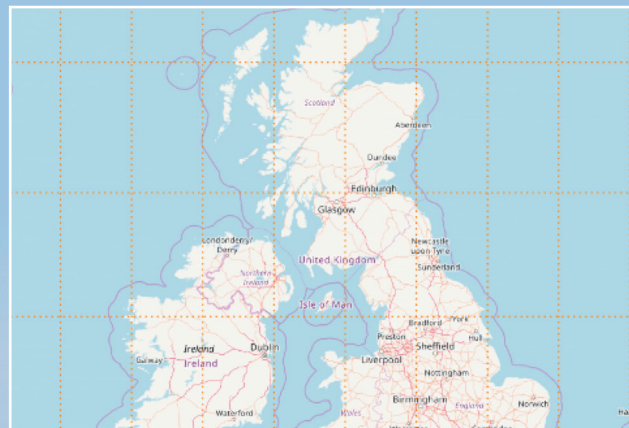 Scotland
Aberdeen
Dundee
Edinburgh
Glasgow
Londonderry/
Derry
Newcastle
upon Tyne
United Kingdom
Sunderland
Northern
Ireland
Isle of Man
York
Bradford
Preston
Hull
Ireland
Dublin
Sheffield
Galway
Liverpool
Ireland
Nottingham
Birmingham
England
Norwich
Waterford
Wales